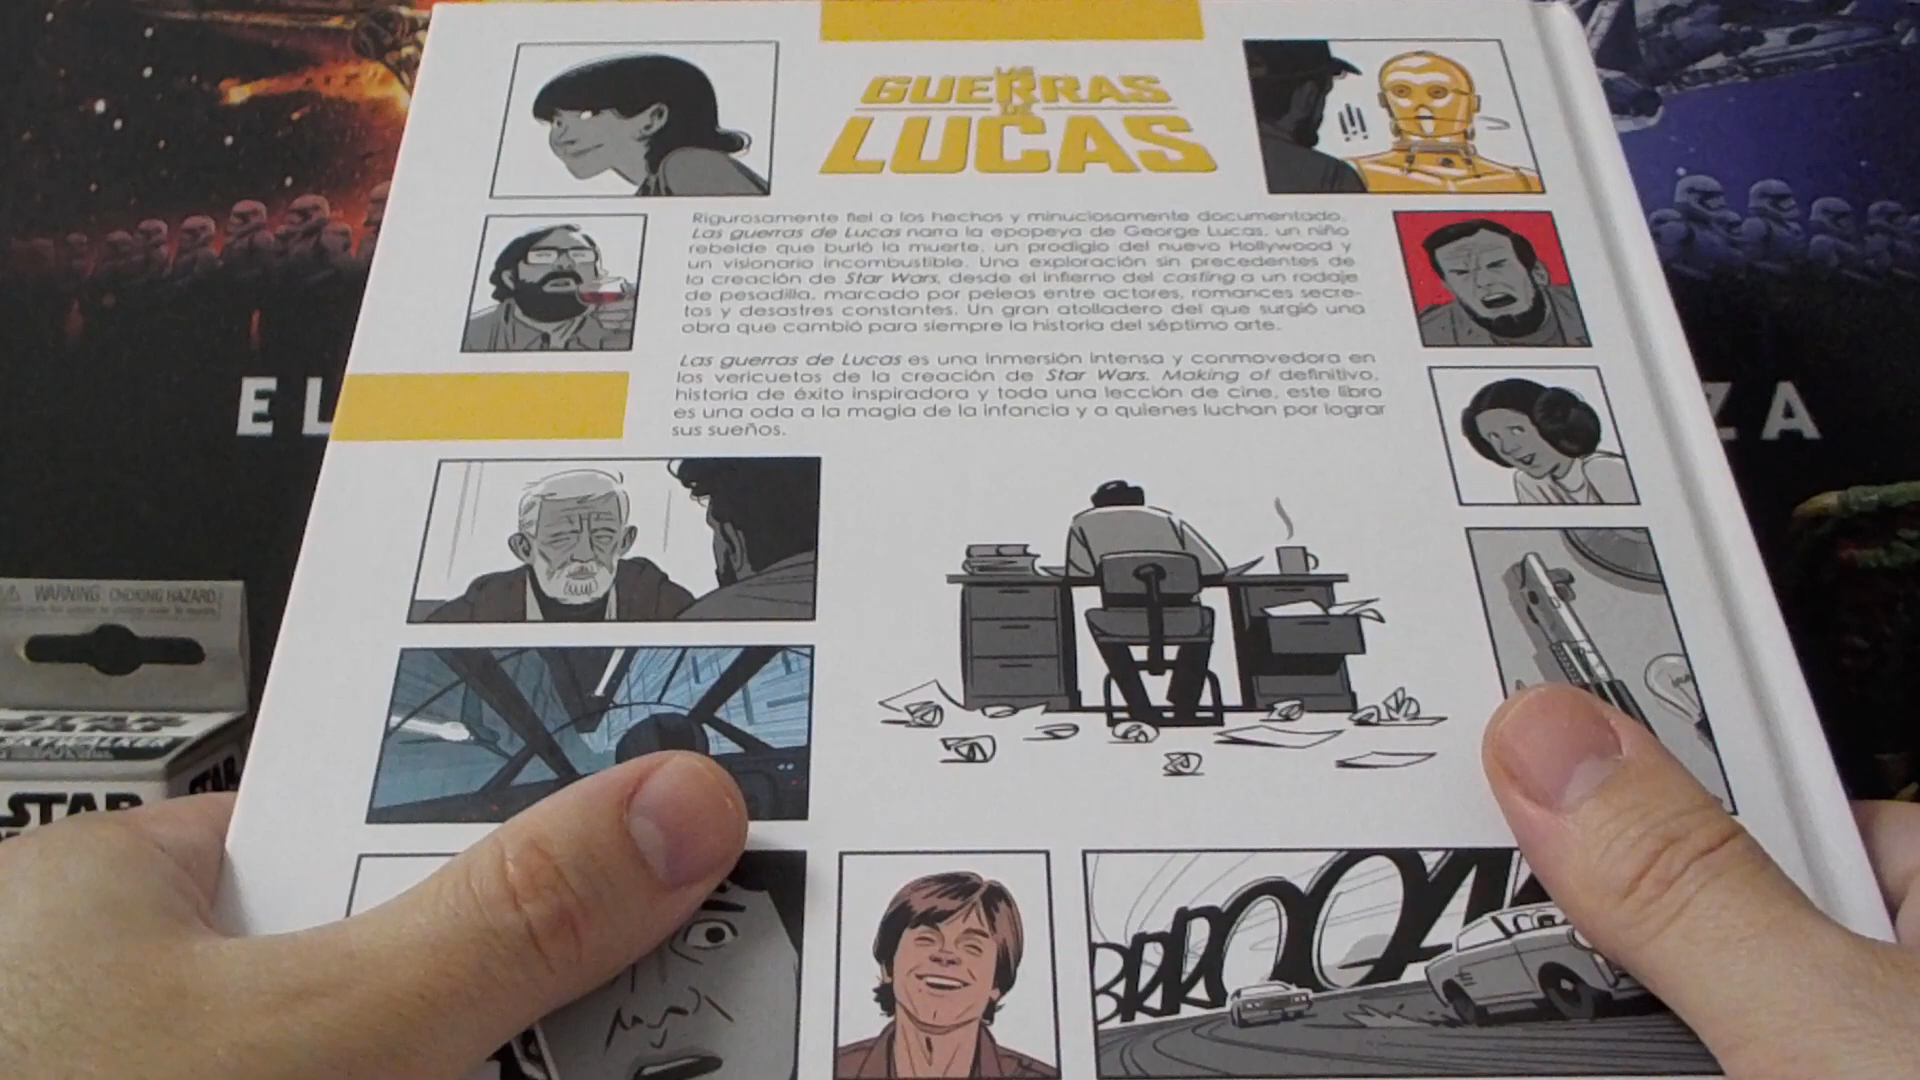 LAS
GUERRAS
DE
LUCAS
Rigurosamente fiel a los hechos y minuciosamente documentado,
Las guerras de Lucas narra la epopeya de George Lucas, un niño
rebelde que burló la muerte, un prodigio del nuevo Hollywood y
un visionario incombustible. Una exploración sin precedentes de
la creación de Star Wars, desde el infierno del casting a un rodaje
de pesadilla, marcado por peleas entre actores, romances secre-
tos y desastres constantes. Un gran atolladero del que surgió una
obra que cambió para siempre la historia del séptimo arte.
Las guerras de Lucas es una inmersión intensa y conmovedora en
los vericuetos de la creación de Star Wars. Making of definitivo,
historia de éxito inspiradora y toda una lección de cine, este libro
es una oda a la magia de la infancia y a quienes luchan por lograr
sus sueños.
EL
ZA
WARNING: CHOKING HAZARD
STAR
STAR
BRROOA